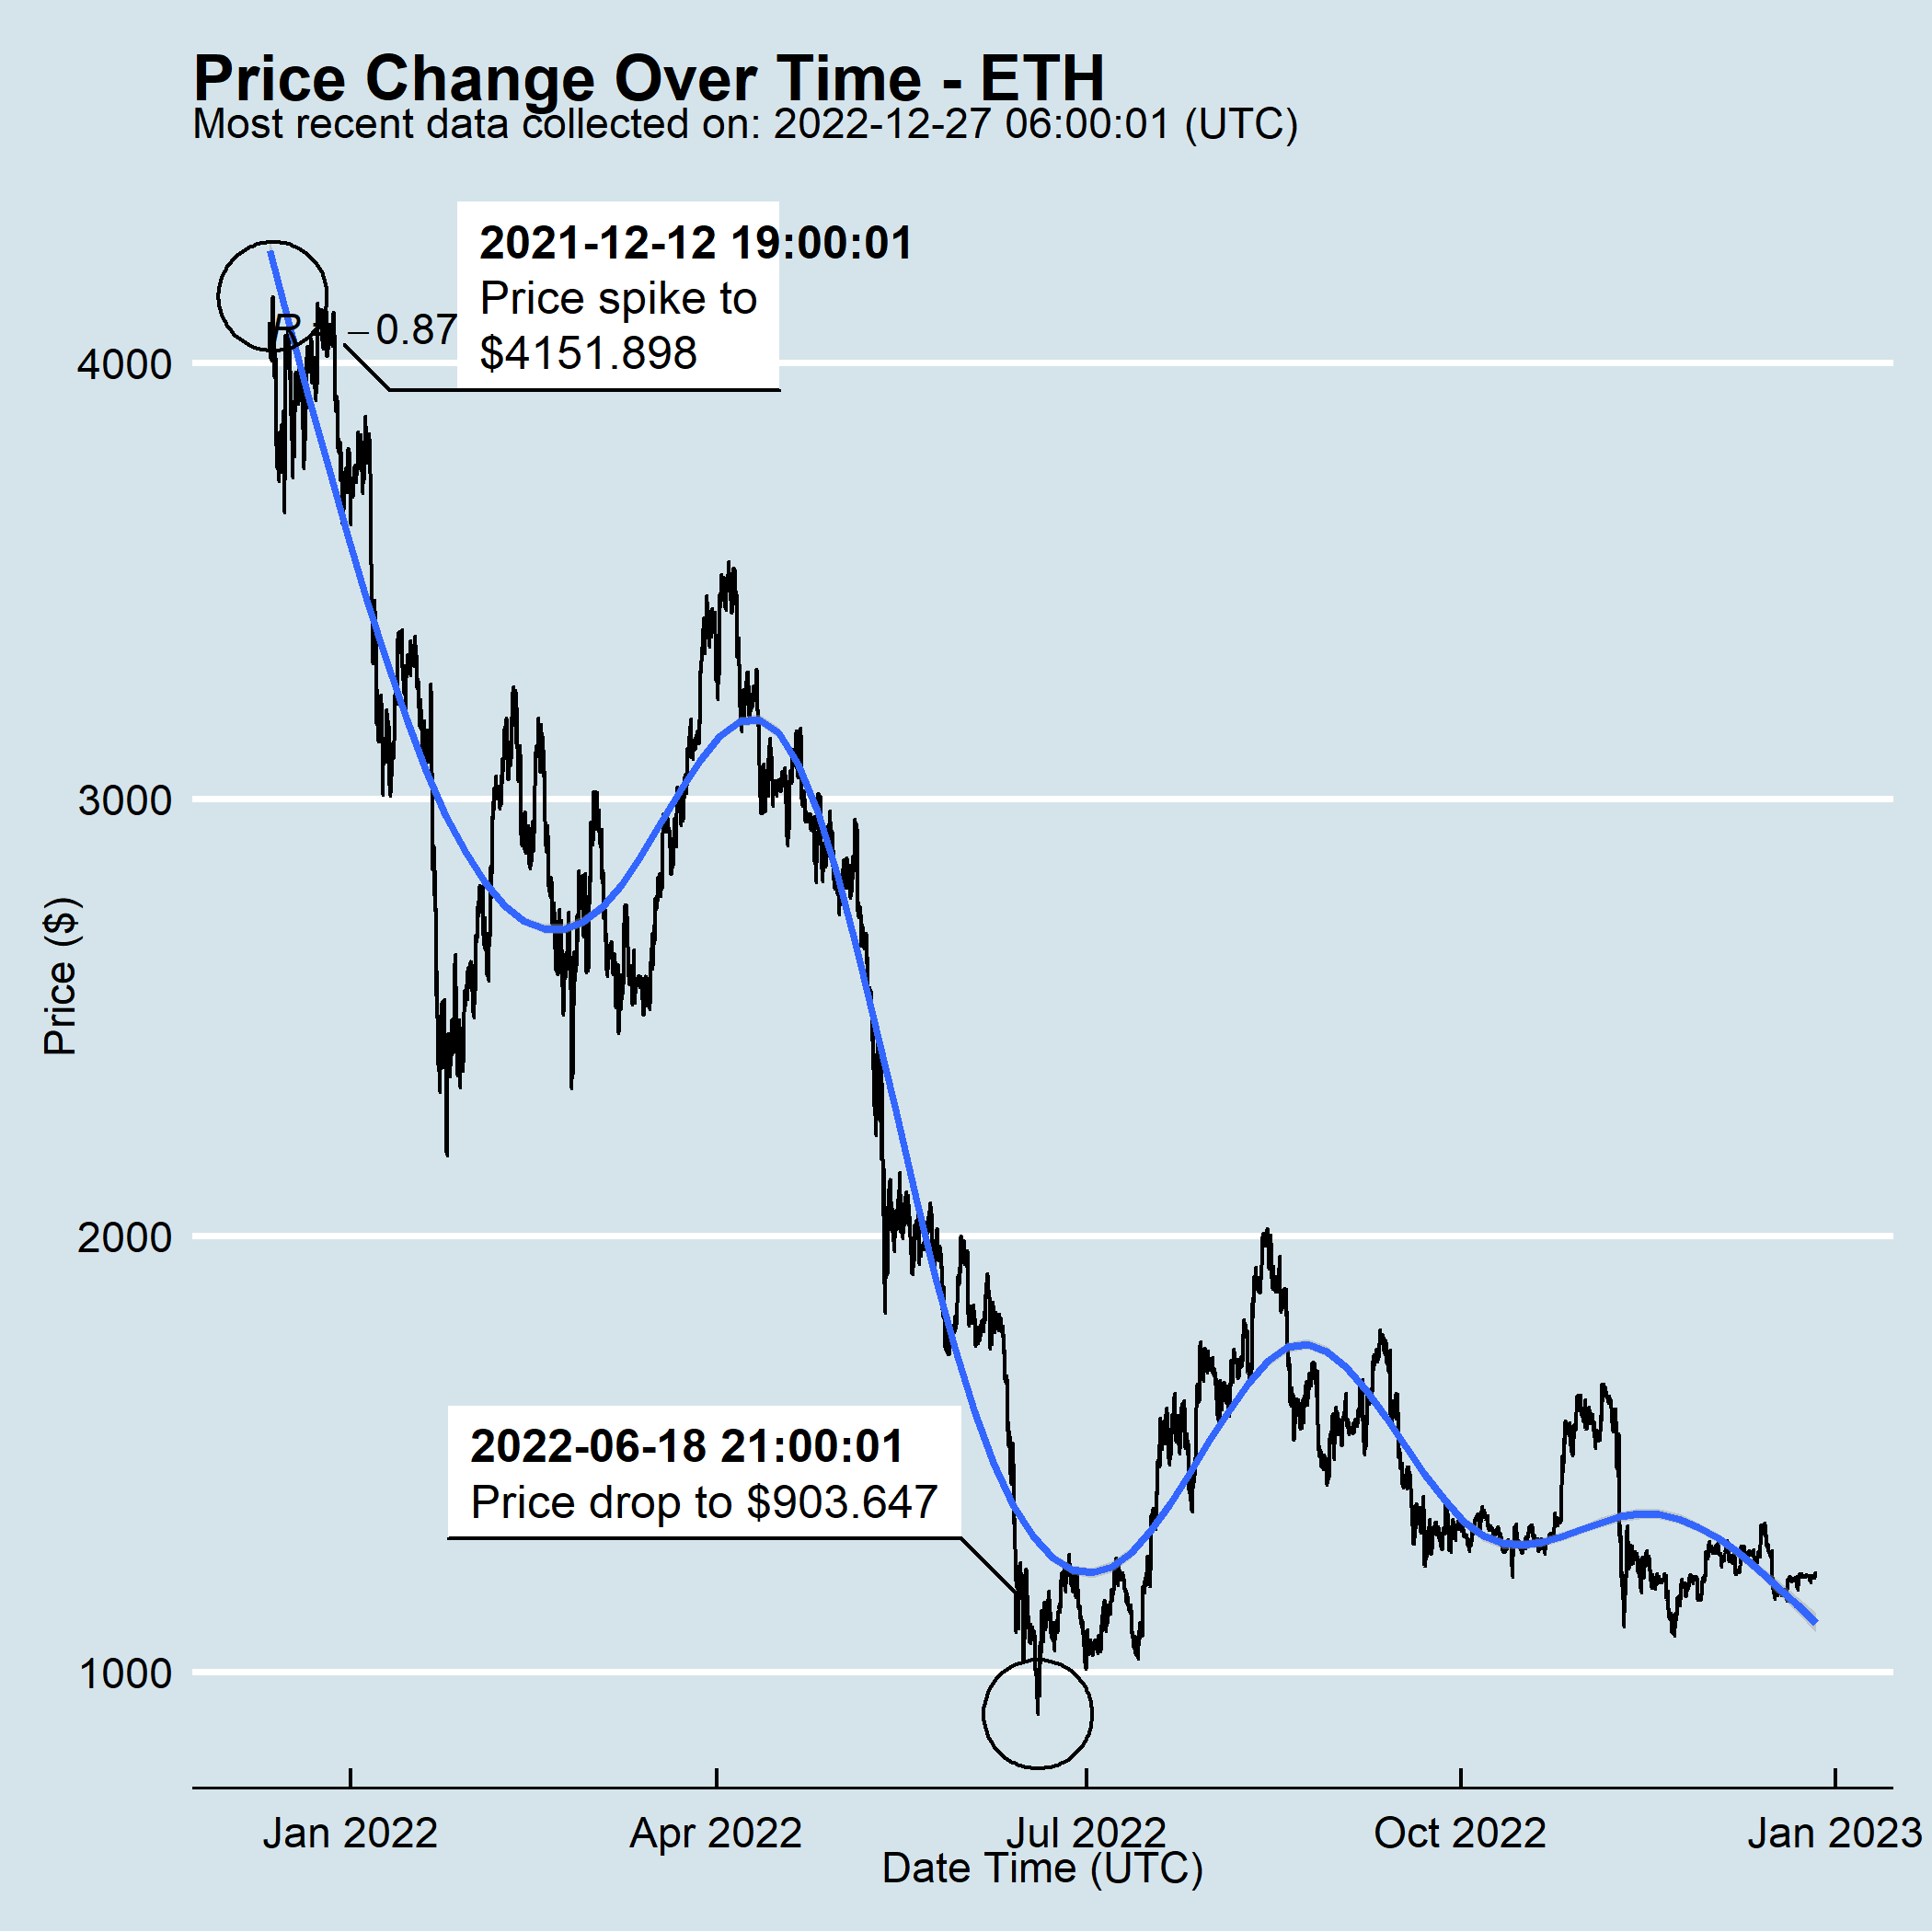 Price Change Over Time - ETH
Most recent data collected on: 2022-12-27 06:00:01 (UTC)
2021-12-12 19:00:01
Price spike to
$4151.898
R
−0.87
4000
3000
Price ($)
2000
2022-06-18 21:00:01
Price drop to $903.647
1000
Jan 2022
Apr 2022
Jul 2022
Oct 2022
Jan 2023
Date Time (UTC)